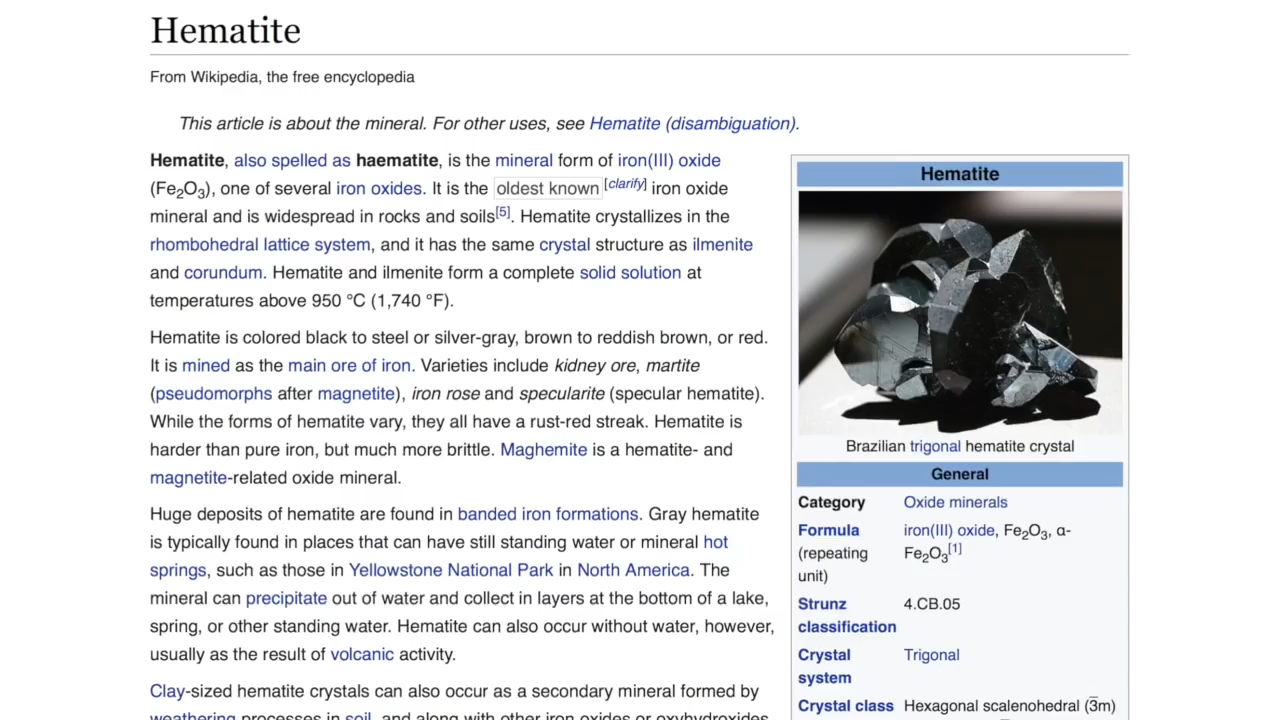 Hematite
From Wikipedia, the free encyclopedia
This article is about the mineral. For other uses, see Hematite (disambiguation).
Hematite, also spelled as haematite, is the mineral form of iron(III) oxide
(Fe₂O₃), one of several iron oxides. It is the oldest known[clarify] iron oxide
mineral and is widespread in rocks and soils[5]. Hematite crystallizes in the
rhombohedral lattice system, and it has the same crystal structure as ilmenite
and corundum. Hematite and ilmenite form a complete solid solution at
temperatures above 950 °C (1,740 °F).
Hematite is colored black to steel or silver-gray, brown to reddish brown, or red.
It is mined as the main ore of iron. Varieties include kidney ore, martite
(pseudomorphs after magnetite), iron rose and specularite (specular hematite).
While the forms of hematite vary, they all have a rust-red streak. Hematite is
harder than pure iron, but much more brittle. Maghemite is a hematite- and
magnetite-related oxide mineral.
Huge deposits of hematite are found in banded iron formations. Gray hematite
is typically found in places that can have still standing water or mineral hot
springs, such as those in Yellowstone National Park in North America. The
mineral can precipitate out of water and collect in layers at the bottom of a lake,
spring, or other standing water. Hematite can also occur without water, however,
usually as the result of volcanic activity.
Clay-sized hematite crystals can also occur as a secondary mineral formed by
weathering processes in soil, and along with other iron oxides or oxyhydroxides
Hematite
Brazilian trigonal hematite crystal
General
Category Oxide minerals
Formula iron(III) oxide, Fe₂O₃, α-
(repeating Fe₂O₃[1]
unit)
Strunz 4.CB.05
classification
Crystal Trigonal
system
Crystal class Hexagonal scalenohedral (3̅m)